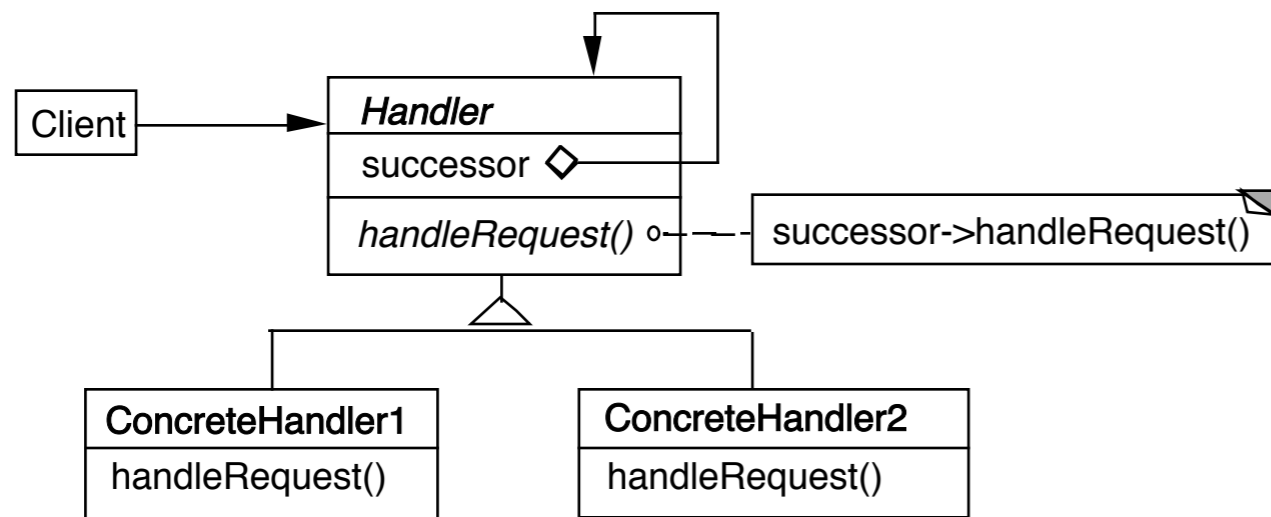 Client
Handler
successor
handleRequest()
successor->handleRequest()
ConcreteHandler1
handleRequest()
ConcreteHandler2
handleRequest()